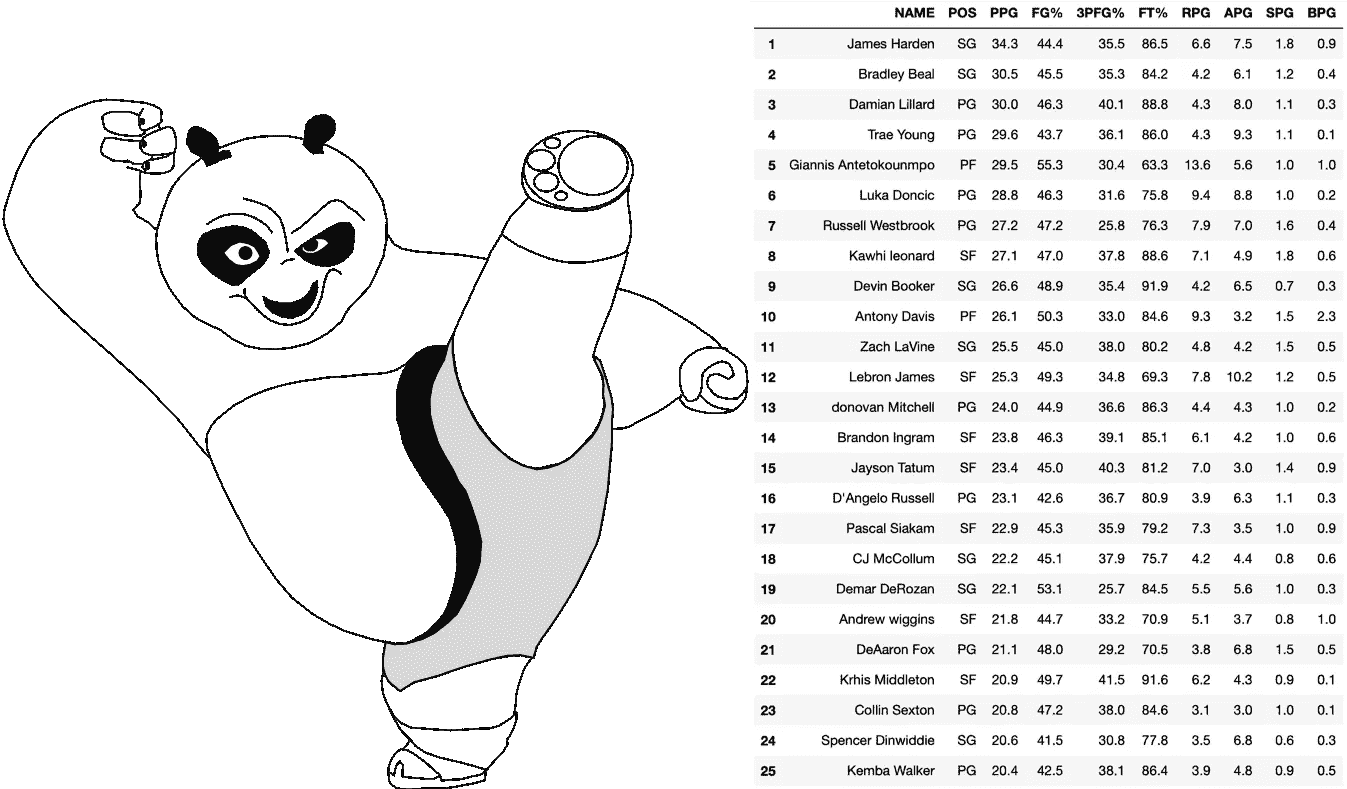 NAME POS PPG FG% 3PFG% FT% RPG APG SPG BPG
1 James Harden SG 34.3 44.4 35.5 86.5 6.6 7.5 1.8 0.9
2 Bradley Beal SG 30.5 45.5 35.3 84.2 4.2 6.1 1.2 0.4
3 Damian Lillard PG 30.0 46.3 40.1 88.8 4.3 8.0 1.1 0.3
4 Trae Young PG 29.6 43.7 36.1 86.0 4.3 9.3 1.1 0.1
5 Giannis Antetokounmpo PF 29.5 55.3 30.4 63.3 13.6 5.6 1.0 1.0
6 Luka Doncic PG 28.8 46.3 31.6 75.8 9.4 8.8 1.0 0.2
7 Russell Westbrook PG 27.2 47.2 25.8 76.3 7.9 7.0 1.6 0.4
8 Kawhi leonard SF 27.1 47.0 37.8 88.6 7.1 4.9 1.8 0.6
9 Devin Booker SG 26.6 48.9 35.4 91.9 4.2 6.5 0.7 0.3
10 Antony Davis PF 26.1 50.3 33.0 84.6 9.3 3.2 1.5 2.3
11 Zach LaVine SG 25.5 45.0 38.0 80.2 4.8 4.2 1.5 0.5
12 Lebron James SF 25.3 49.3 34.8 69.3 7.8 10.2 1.2 0.5
13 donovan Mitchell PG 24.0 44.9 36.6 86.3 4.4 4.3 1.0 0.2
14 Brandon Ingram SF 23.8 46.3 39.1 85.1 6.1 4.2 1.0 0.6
15 Jayson Tatum SF 23.4 45.0 40.3 81.2 7.0 3.0 1.4 0.9
16 D'Angelo Russell PG 23.1 42.6 36.7 80.9 3.9 6.3 1.1 0.3
17 Pascal Siakam SF 22.9 45.3 35.9 79.2 7.3 3.5 1.0 0.9
18 CJ McCollum SG 22.2 45.1 37.9 75.7 4.2 4.4 0.8 0.6
19 Demar DeRozan SG 22.1 53.1 25.7 84.5 5.5 5.6 1.0 0.3
20 Andrew wiggins SF 21.8 44.7 33.2 70.9 5.1 3.7 0.8 1.0
21 DeAaron Fox PG 21.1 48.0 29.2 70.5 3.8 6.8 1.5 0.5
22 Krhis Middleton SF 20.9 49.7 41.5 91.6 6.2 4.3 0.9 0.1
23 Collin Sexton PG 20.8 47.2 38.0 84.6 3.1 3.0 1.0 0.1
24 Spencer Dinwiddie SG 20.6 41.5 30.8 77.8 3.5 6.8 0.6 0.3
25 Kemba Walker PG 20.4 42.5 38.1 86.4 3.9 4.8 0.9 0.5